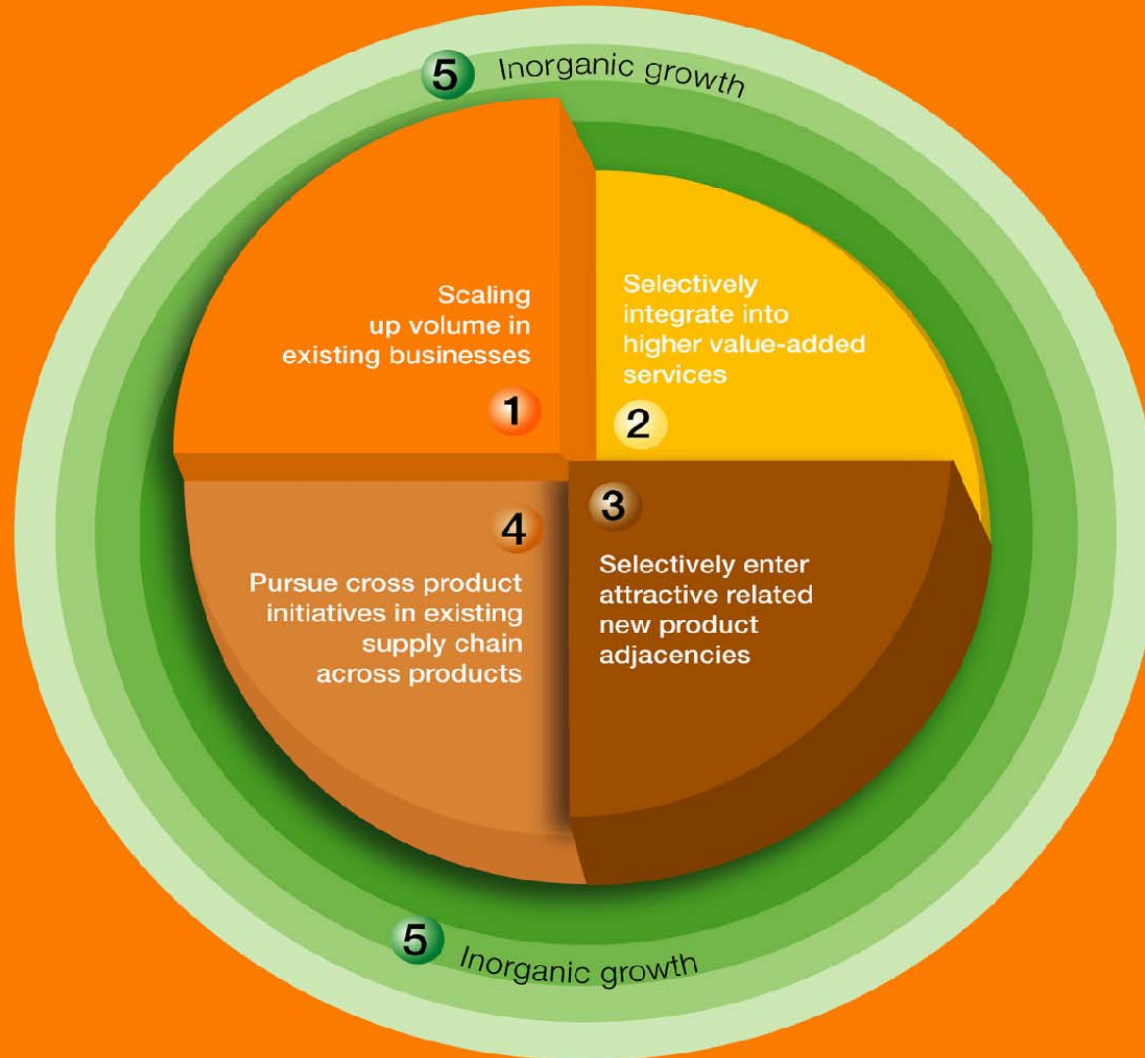 5 Inorganic growth
Scaling
up volume in
existing businesses
1
Selectively
integrate into
higher value-added
services
2
3
Selectively enter
attractive related
new product
adjacencies
4
Pursue cross product
initiatives in existing
supply chain
across products
5 Inorganic growth